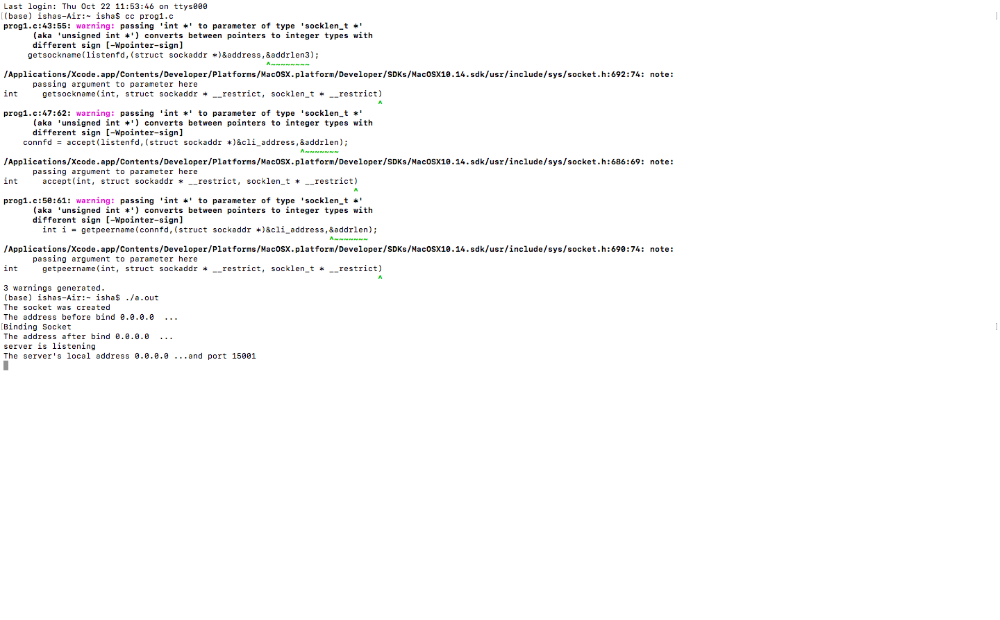 Last login: Thu Oct 22 11:53:46 on ttys000
[(base) ishas-Air:~ isha$ cc prog1.c ]
prog1.c:43:55: warning: passing 'int *' to parameter of type 'socklen_t *'
      (aka 'unsigned int *') converts between pointers to integer types with
      different sign [-Wpointer-sign]
     getsockname(listenfd,(struct sockaddr *)&address,&addrlen3);
                                                      ^~~~~~~~~
/Applications/Xcode.app/Contents/Developer/Platforms/MacOSX.platform/Developer/SDKs/MacOSX10.14.sdk/usr/include/sys/socket.h:692:74: note:
      passing argument to parameter here
int     getsockname(int, struct sockaddr * __restrict, socklen_t * __restrict)
                                                                             ^
prog1.c:47:62: warning: passing 'int *' to parameter of type 'socklen_t *'
      (aka 'unsigned int *') converts between pointers to integer types with
      different sign [-Wpointer-sign]
    connfd = accept(listenfd,(struct sockaddr *)&cli_address,&addrlen);
                                                             ^~~~~~~~
/Applications/Xcode.app/Contents/Developer/Platforms/MacOSX.platform/Developer/SDKs/MacOSX10.14.sdk/usr/include/sys/socket.h:686:69: note:
      passing argument to parameter here
int     accept(int, struct sockaddr * __restrict, socklen_t * __restrict)
                                                                        ^
prog1.c:50:61: warning: passing 'int *' to parameter of type 'socklen_t *'
      (aka 'unsigned int *') converts between pointers to integer types with
      different sign [-Wpointer-sign]
        int i = getpeername(connfd,(struct sockaddr *)&cli_address,&addrlen);
                                                                   ^~~~~~~~
/Applications/Xcode.app/Contents/Developer/Platforms/MacOSX.platform/Developer/SDKs/MacOSX10.14.sdk/usr/include/sys/socket.h:690:74: note:
      passing argument to parameter here
int     getpeername(int, struct sockaddr * __restrict, socklen_t * __restrict)
                                                                             ^
3 warnings generated.
(base) ishas-Air:~ isha$ ./a.out
The socket was created
The address before bind 0.0.0.0  ...
[Binding Socket ]
The address after bind 0.0.0.0  ...
server is listening
The server's local address 0.0.0.0 ...and port 15001